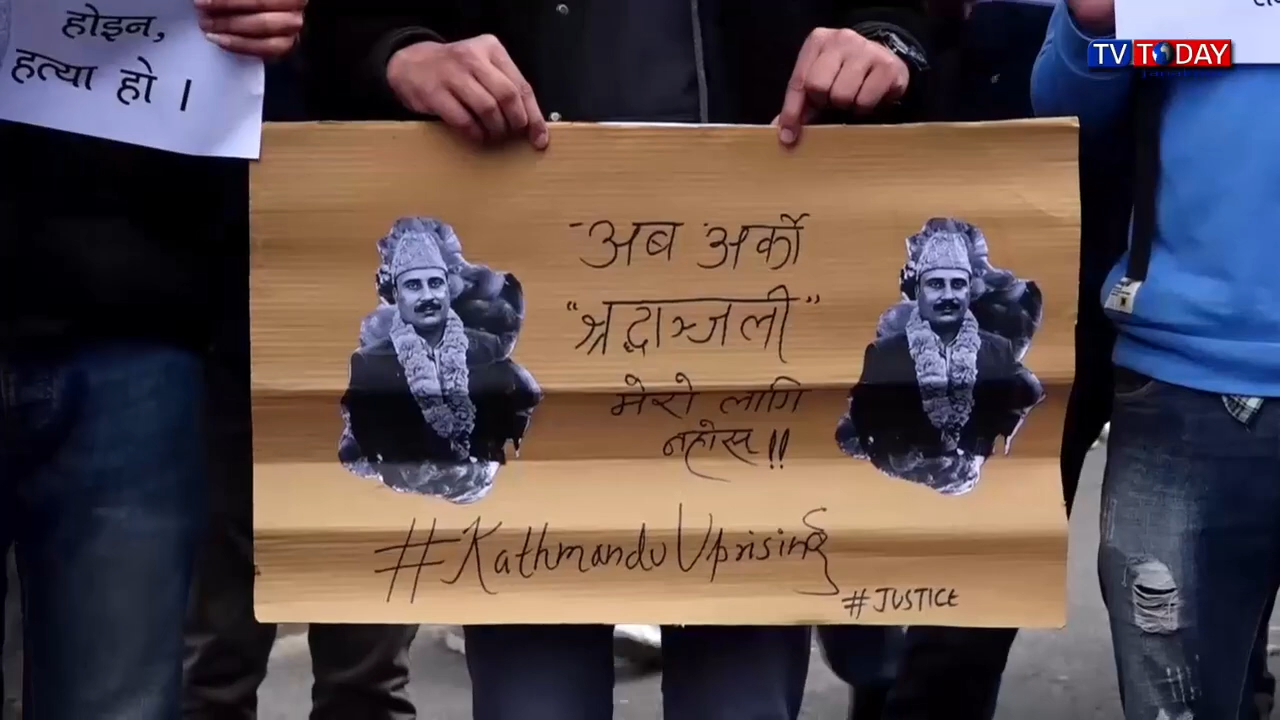 होइन,
हत्या हो ।
TV TODAY
अब अर्को
"श्रद्धाञ्जली"
मेरो लागि
नहोस् !!
#KathmanduUprising
#JUSTICE